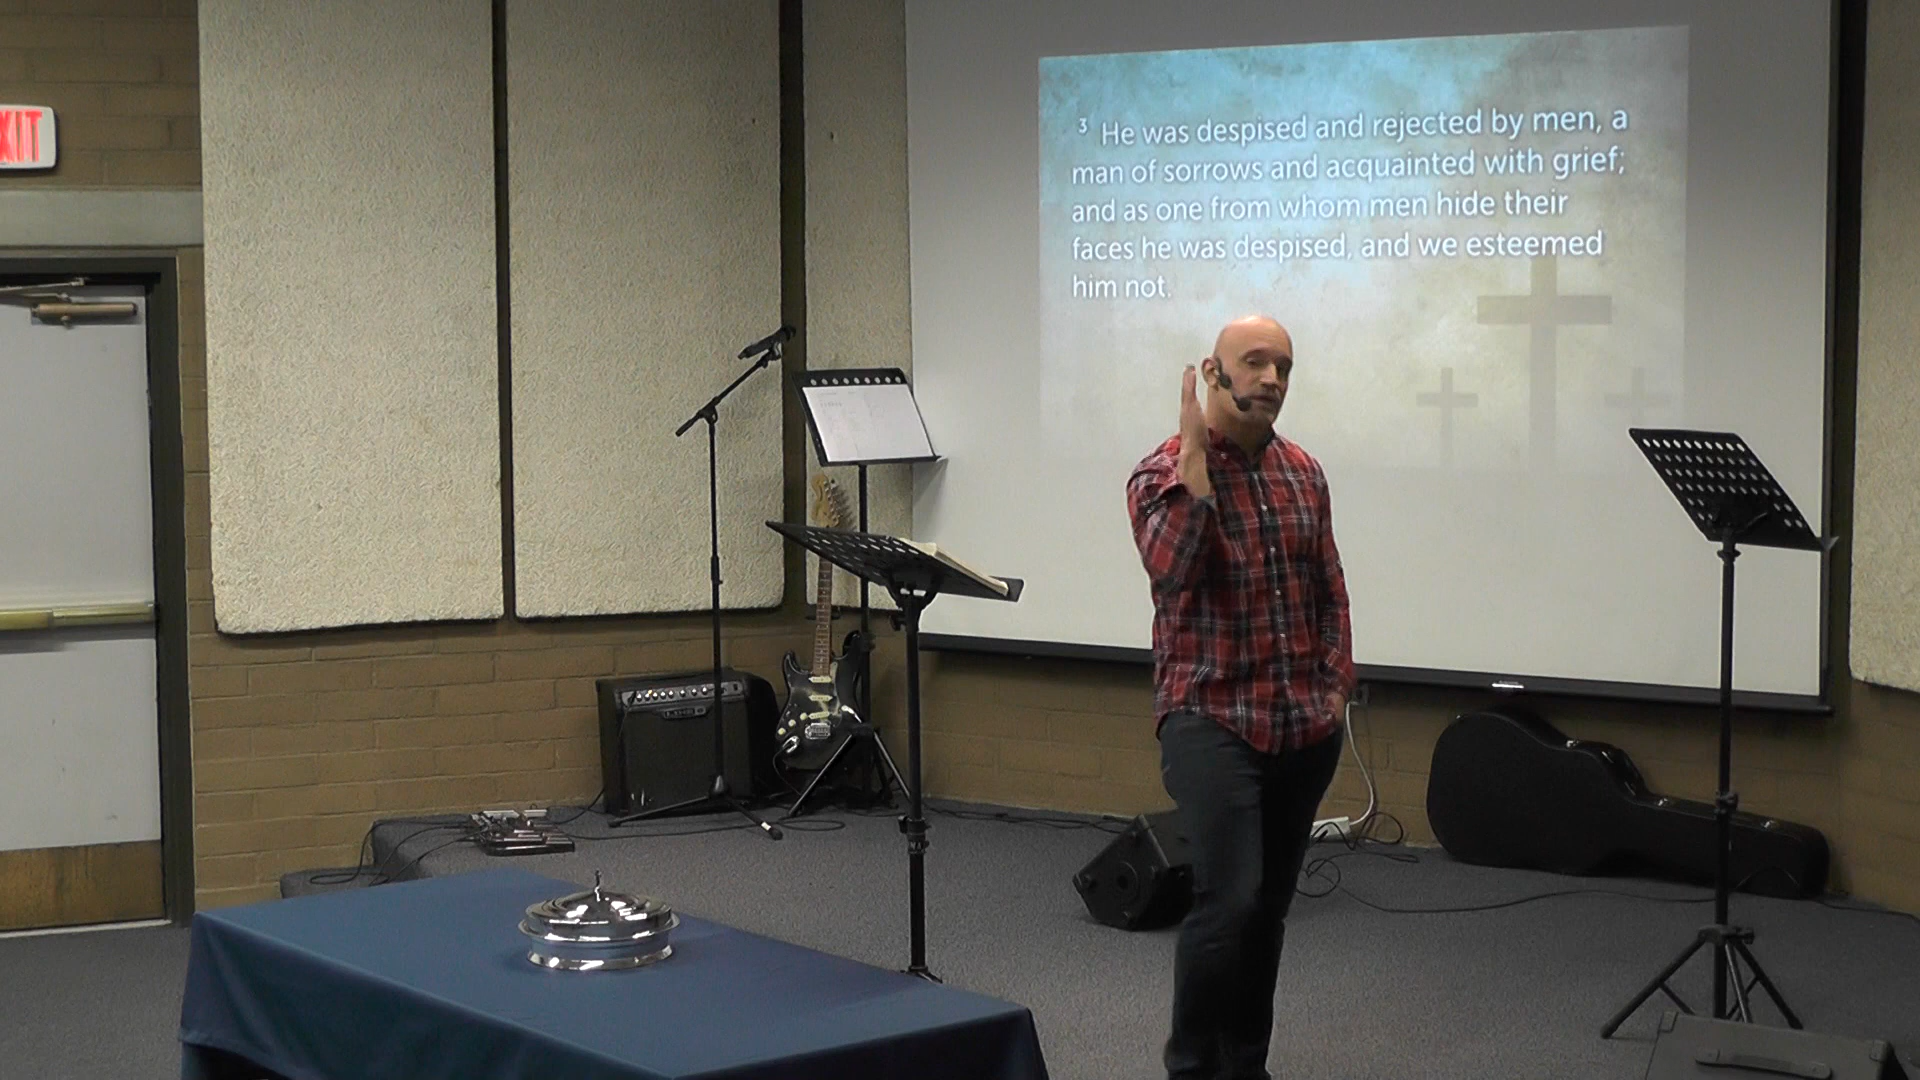 EXIT
3 He was despised and rejected by men, a
man of sorrows and acquainted with grief;
and as one from whom men hide their
faces he was despised, and we esteemed
him not.